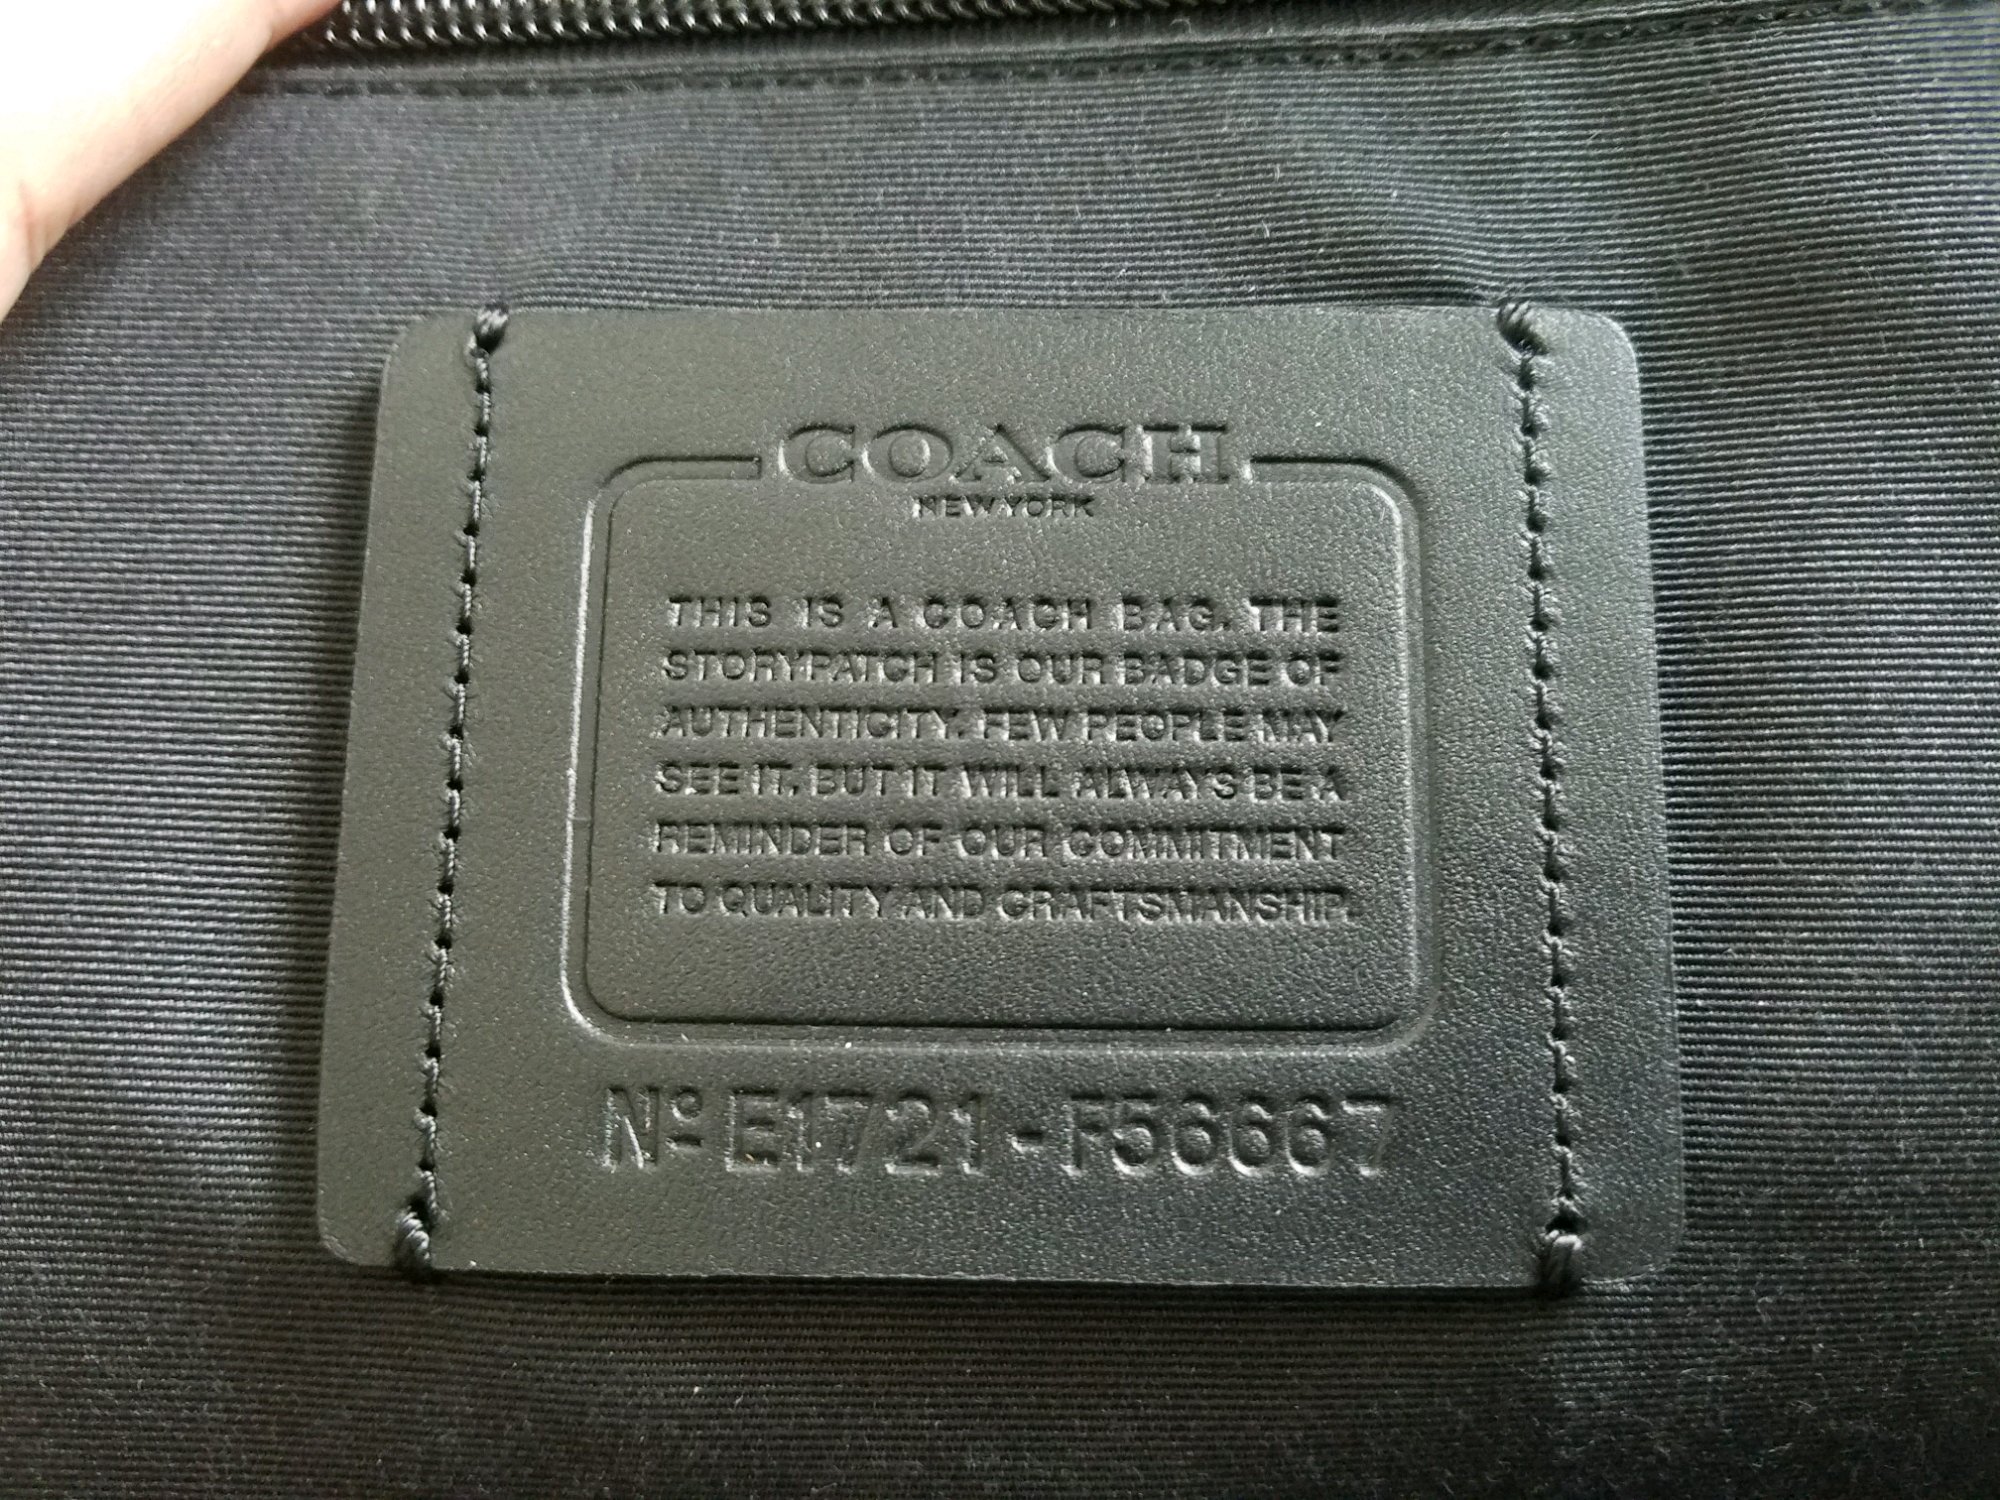 COACH
NEW YORK
THIS IS A COACH BAG. THE
STORYPATCH IS OUR BADGE OF
AUTHENTICITY. FEW PEOPLE MAY
SEE IT, BUT IT WILL ALWAYS BE A
REMINDER OF OUR COMMITMENT
TO QUALITY AND CRAFTSMANSHIP.
Nº E1721-F56667